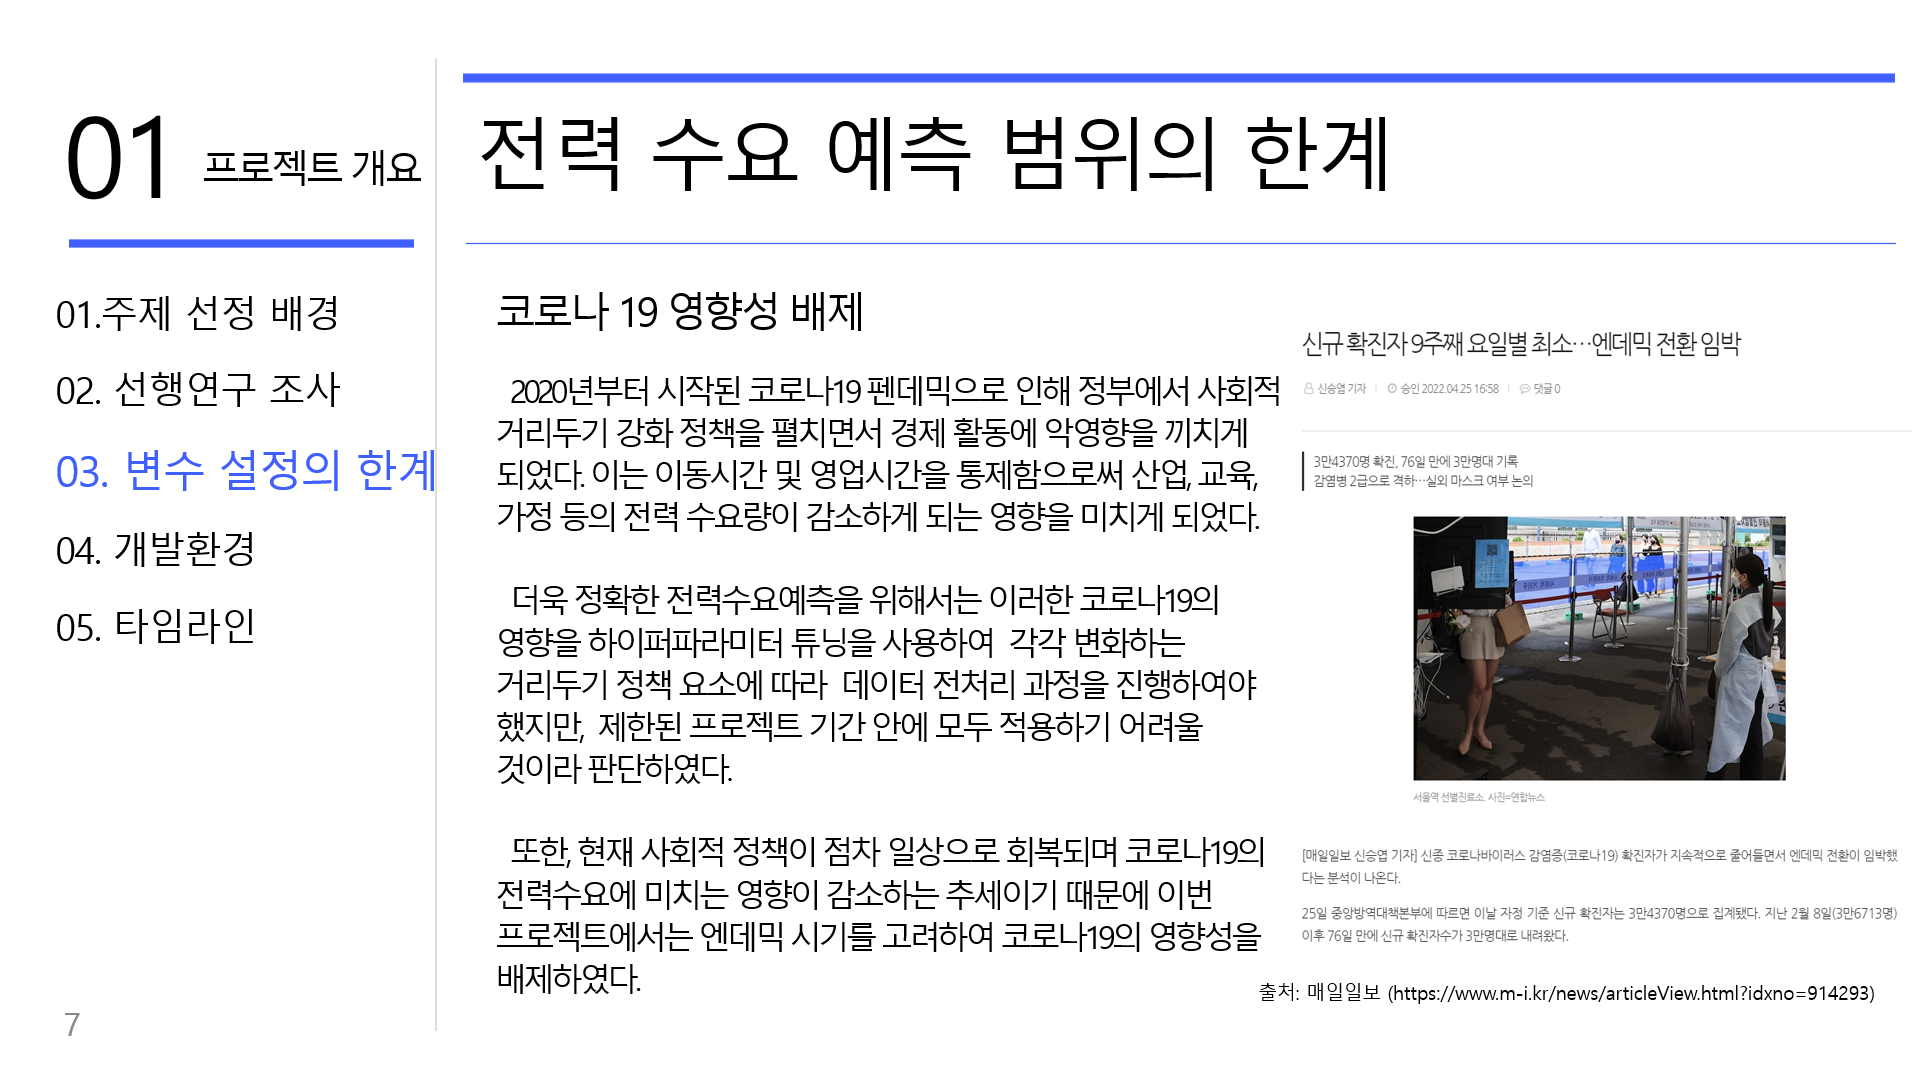 01 프로젝트 개요
01.주제 선정 배경
02. 선행연구 조사
03. 변수 설정의 한계
04. 개발환경
05. 타임라인
7
전력 수요 예측 범위의 한계
코로나 19 영향성 배제
2020년부터 시작된 코로나19 펜데믹으로 인해 정부에서 사회적
거리두기 강화 정책을 펼치면서 경제 활동에 악영향을 끼치게
되었다. 이는 이동시간 및 영업시간을 통제함으로써 산업, 교육,
가정 등의 전력 수요량이 감소하게 되는 영향을 미치게 되었다.
더욱 정확한 전력수요예측을 위해서는 이러한 코로나19의
영향을 하이퍼파라미터 튜닝을 사용하여 각각 변화하는
거리두기 정책 요소에 따라 데이터 전처리 과정을 진행하여야
했지만, 제한된 프로젝트 기간 안에 모두 적용하기 어려울
것이라 판단하였다.
또한, 현재 사회적 정책이 점차 일상으로 회복되며 코로나19의
전력수요에 미치는 영향이 감소하는 추세이기 때문에 이번
프로젝트에서는 엔데믹 시기를 고려하여 코로나19의 영향성을
배제하였다.
신규 확진자 9주째 요일별 최소…엔데믹 전환 임박
신승엽 기자 승인 2022.04.25 16:58 댓글 0
3만4370명 확진, 76일 만에 3만명대 기록
감염병 2급으로 격하…실외 마스크 여부 논의
서울역 선별진료소. 사진=연합뉴스
[매일일보 신승엽 기자] 신종 코로나바이러스 감염증(코로나19) 확진자가 지속적으로 줄어들면서 엔데믹 전환이 임박했
다는 분석이 나온다.
25일 중앙방역대책본부에 따르면 이날 자정 기준 신규 확진자는 3만4370명으로 집계됐다. 지난 2월 8일(3만6713명)
이후 76일 만에 신규 확진자수가 3만명대로 내려왔다.
출처: 매일일보 (https://www.m-i.kr/news/articleView.html?idxno=914293)